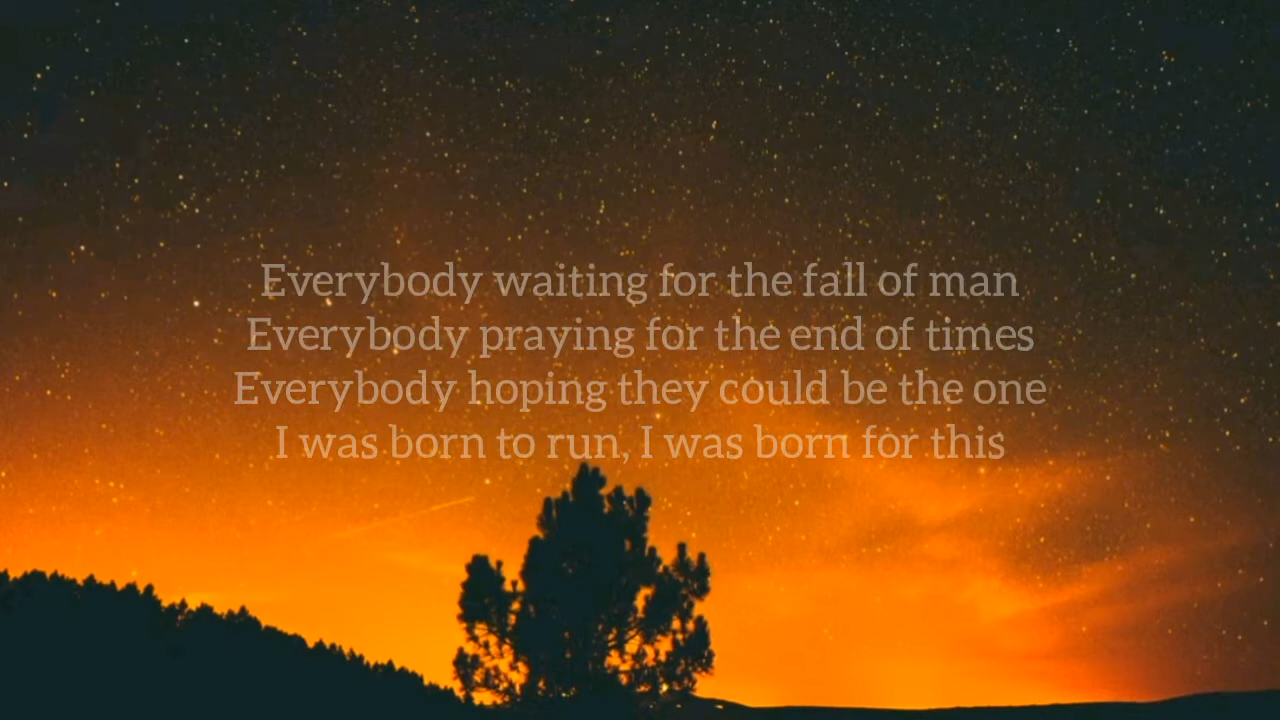 Everybody waiting for the fall of man
Everybody praying for the end of times
Everybody hoping they could be the one
I was born to run, I was born for this